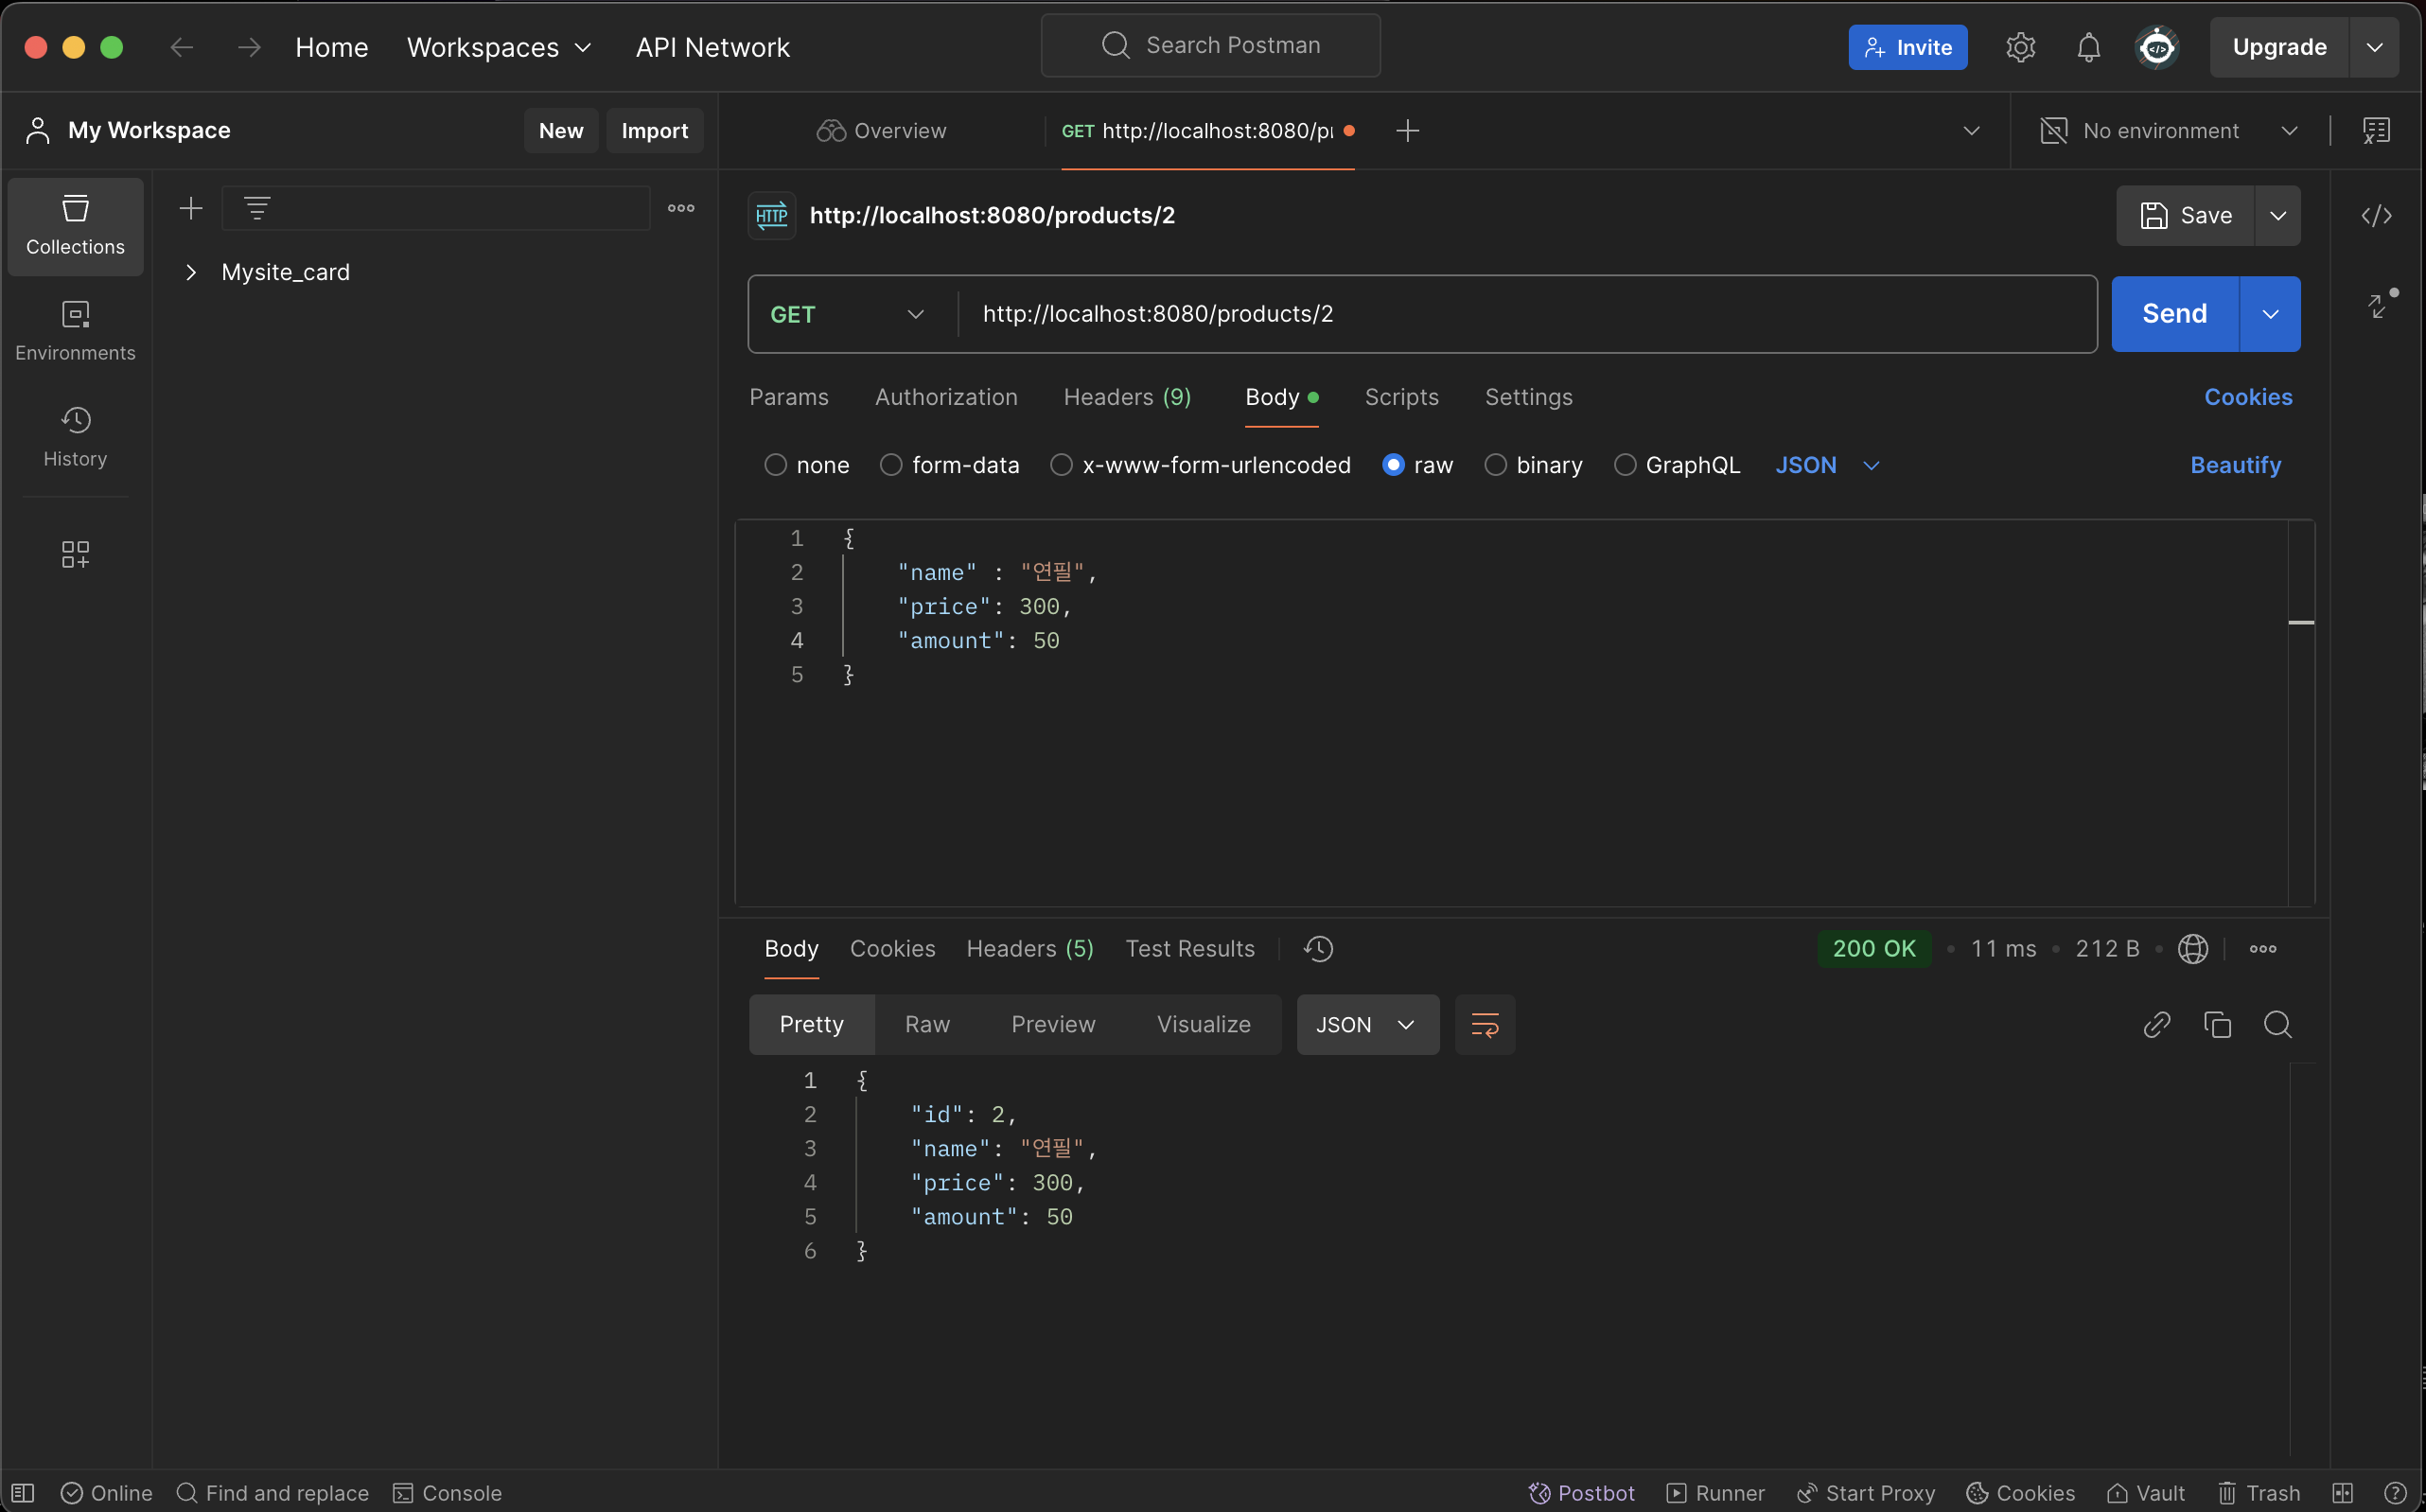 Home Workspaces API Network Search Postman Invite Upgrade
My Workspace New Import Overview GET http://localhost:8080/pr No environment
Collections
Environments
History
Mysite_card
HTTP http://localhost:8080/products/2 Save
GET http://localhost:8080/products/2 Send
Params Authorization Headers (9) Body Scripts Settings Cookies
none form-data x-www-form-urlencoded raw binary GraphQL JSON Beautify
1 {
2 "name" : "연필",
3 "price": 300,
4 "amount": 50
5 }
Body Cookies Headers (5) Test Results 200 OK • 11 ms • 212 B •
Pretty Raw Preview Visualize JSON
1 {
2 "id": 2,
3 "name": "연필",
4 "price": 300,
5 "amount": 50
6 }
Online Find and replace Console Postbot Runner Start Proxy Cookies Vault Trash